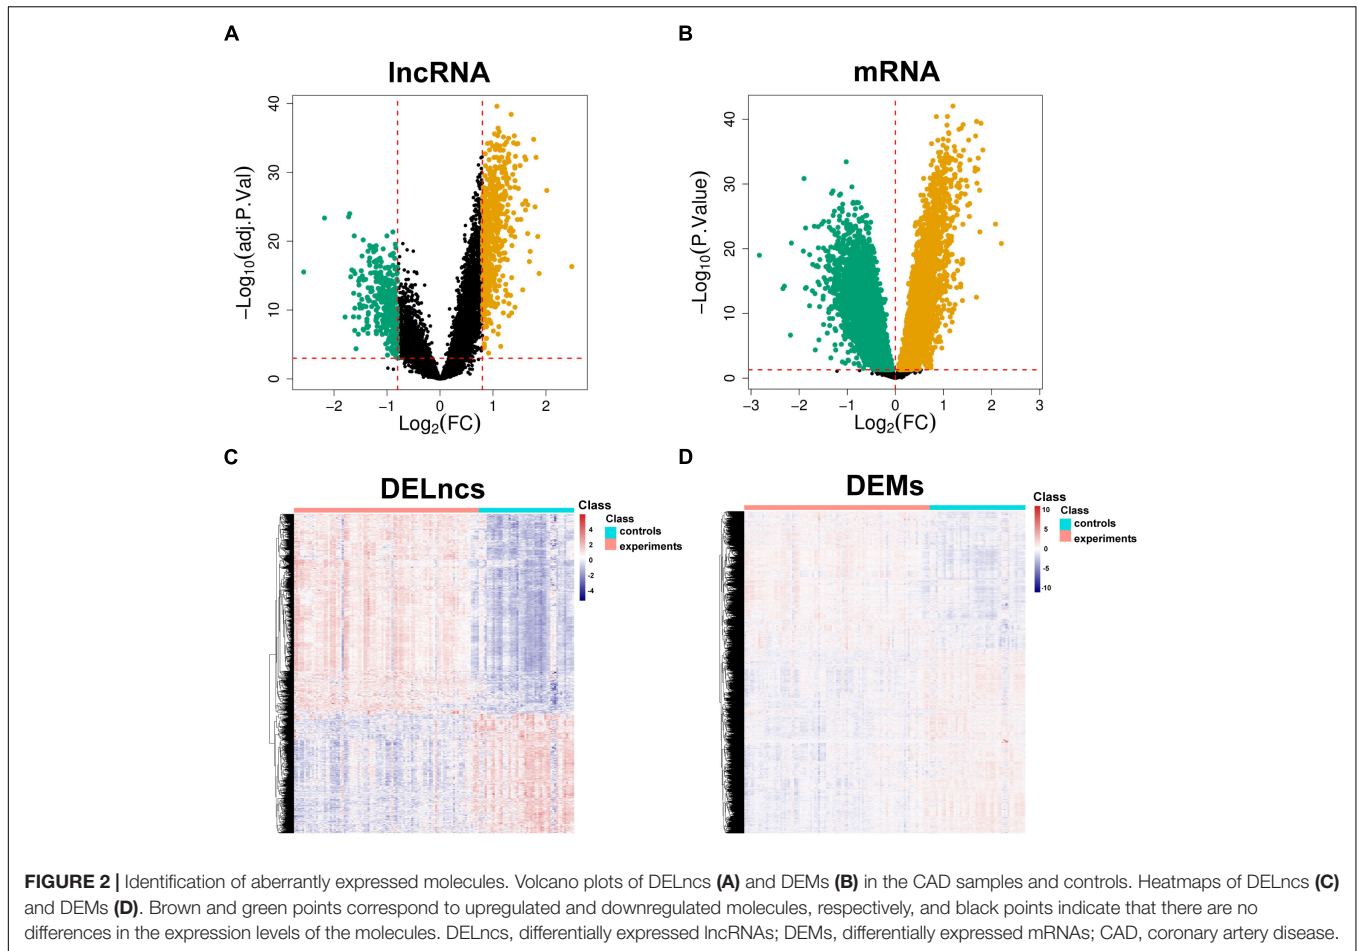 A
lncRNA
40
30
20
10
0
−Log10(adj.P.Val)
−2
−1
0
1
2
Log2(FC)
B
mRNA
40
30
20
10
0
−Log10(P.Value)
−3
−2
−1
0
1
2
3
Log2(FC)
C
DELncs
Class
4
2
0
-2
-4
Class
controls
experiments
D
DEMs
Class
10
5
0
-5
-10
Class
controls
experiments
FIGURE 2 | Identification of aberrantly expressed molecules. Volcano plots of DELncs (A) and DEMs (B) in the CAD samples and controls. Heatmaps of DELncs (C)
and DEMs (D). Brown and green points correspond to upregulated and downregulated molecules, respectively, and black points indicate that there are no
differences in the expression levels of the molecules. DELncs, differentially expressed lncRNAs; DEMs, differentially expressed mRNAs; CAD, coronary artery disease.